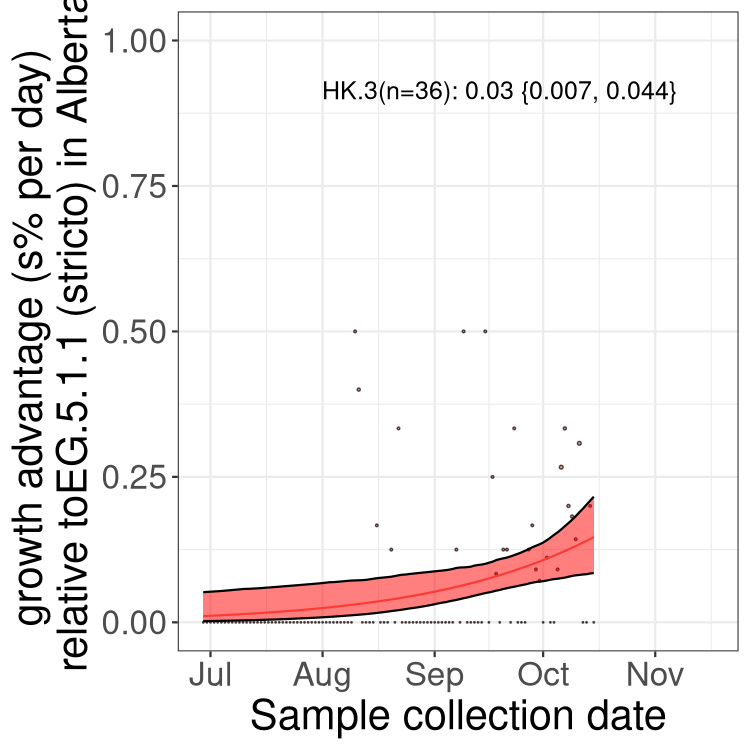 growth advantage (s% per day)
relative toEG.5.1.1 (stricto) in Alberta
1.00
0.75
0.50
0.25
0.00
HK.3(n=36): 0.03 {0.007, 0.044}
Jul Aug Sep Oct Nov
Sample collection date